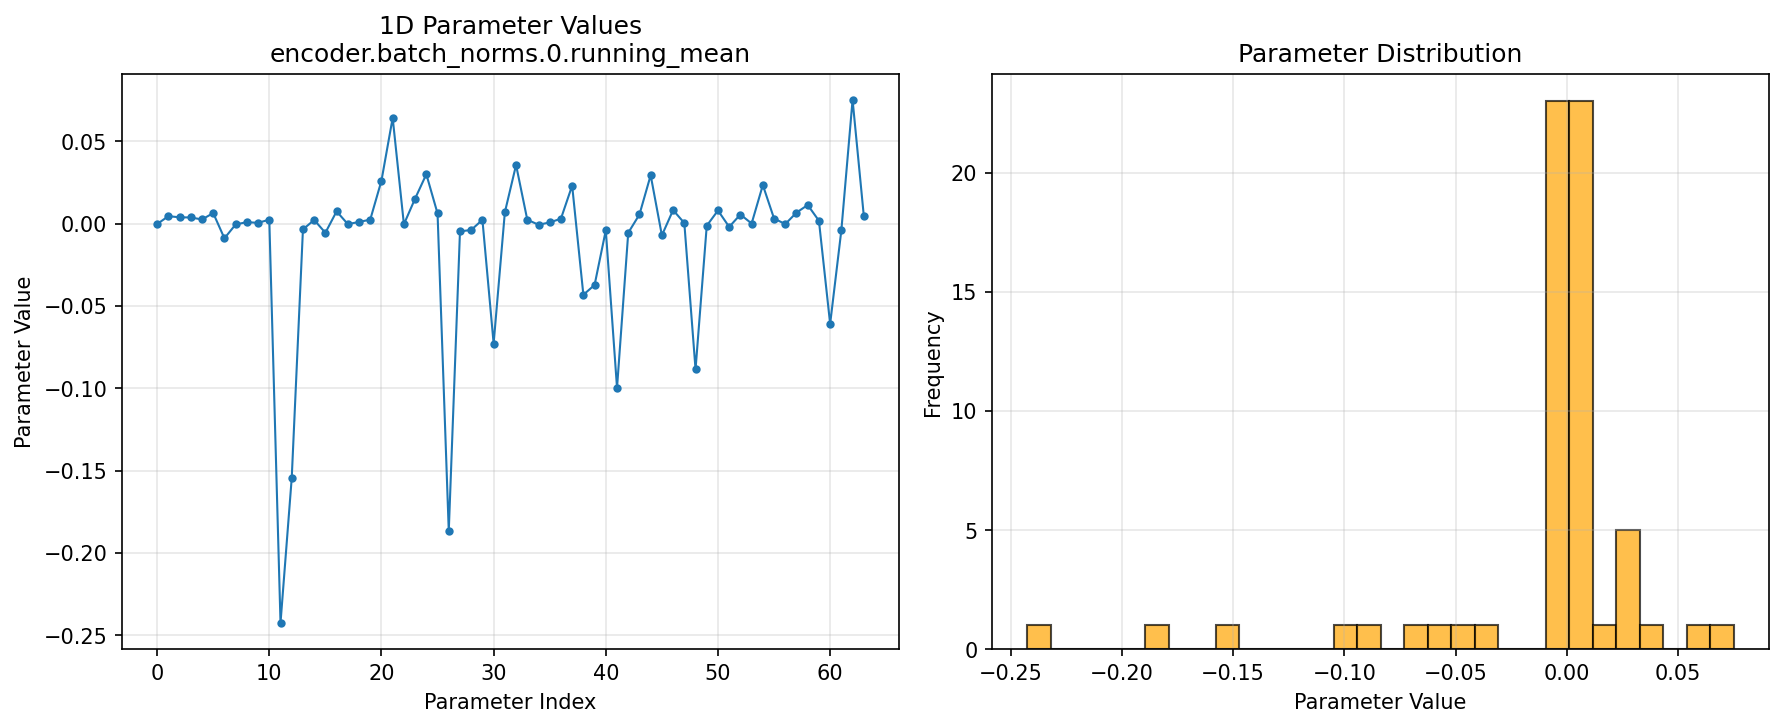 1D Parameter Values
encoder.batch_norms.0.running_mean
Parameter Value
0.05
0.00
−0.05
−0.10
−0.15
−0.20
−0.25
0 10 20 30 40 50 60
Parameter Index
Parameter Distribution
Frequency
20
15
10
5
0
−0.25 −0.20 −0.15 −0.10 −0.05 0.00 0.05
Parameter Value